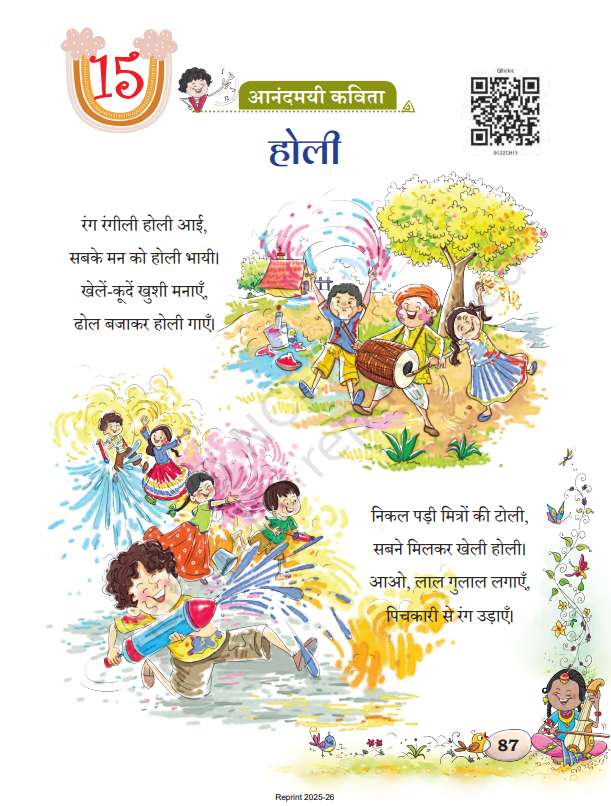 15
आनंदमयी कविता
होली
रंग रंगीली होली आई,
सबके मन को होली भायी।
खेलें-कूदें खुशी मनाएँ,
ढोल बजाकर होली गाएँ।
निकल पड़ी मित्रों की टोली,
सबने मिलकर खेली होली।
आओ, लाल गुलाल लगाएँ,
पिचकारी से रंग उड़ाएँ।
87
Reprint 2025-26